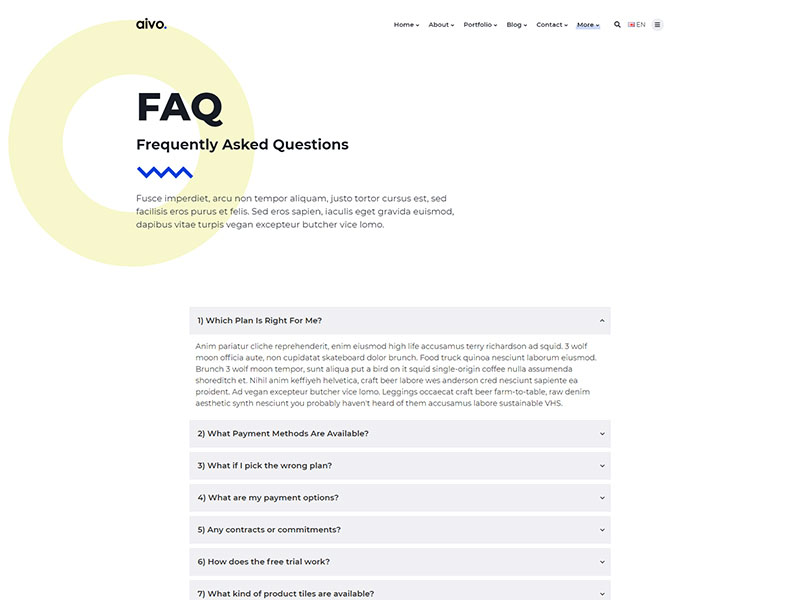 aivo.
Home About Portfolio Blog Contact More EN
FAQ
Frequently Asked Questions
Fusce imperdiet, arcu non tempor aliquam, justo tortor cursus est, sed
facilisis eros purus et felis. Sed eros sapien, iaculis eget gravida euismod,
dapibus vitae turpis vegan excepteur butcher vice lomo.
1) Which Plan Is Right For Me?
Anim pariatur cliche reprehenderit, enim eiusmod high life accusamus terry richardson ad squid. 3 wolf
moon officia aute, non cupidatat skateboard dolor brunch. Food truck quinoa nesciunt laborum eiusmod.
Brunch 3 wolf moon tempor, sunt aliqua put a bird on it squid single-origin coffee nulla assumenda
shoreditch et. Nihil anim keffiyeh helvetica, craft beer labore wes anderson cred nesciunt sapiente ea
proident. Ad vegan excepteur butcher vice lomo. Leggings occaecat craft beer farm-to-table, raw denim
aesthetic synth nesciunt you probably haven't heard of them accusamus labore sustainable VHS.
2) What Payment Methods Are Available?
3) What if I pick the wrong plan?
4) What are my payment options?
5) Any contracts or commitments?
6) How does the free trial work?
7) What kind of product tiles are available?